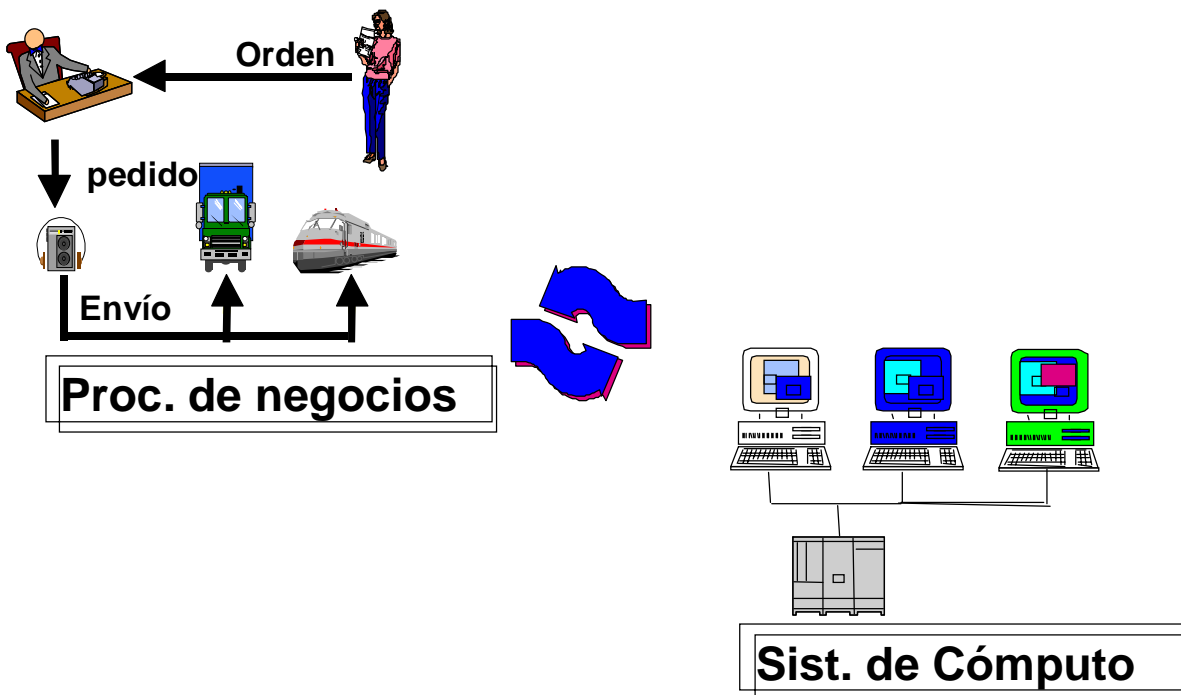 Orden
pedido
Envío
Proc. de negocios
Sist. de Cómputo